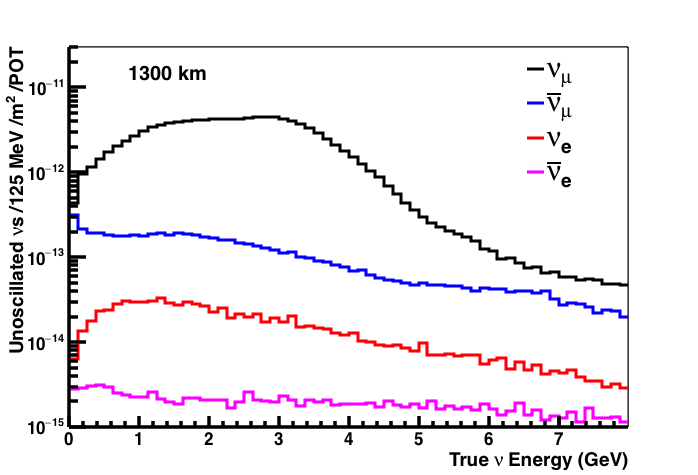 1300 km
ν_μ
ν̅_μ
ν_e
ν̅_e
Unoscillated νs /125 MeV /m² /POT
10⁻¹¹
10⁻¹²
10⁻¹³
10⁻¹⁴
10⁻¹⁵
0 1 2 3 4 5 6 7
True ν Energy (GeV)